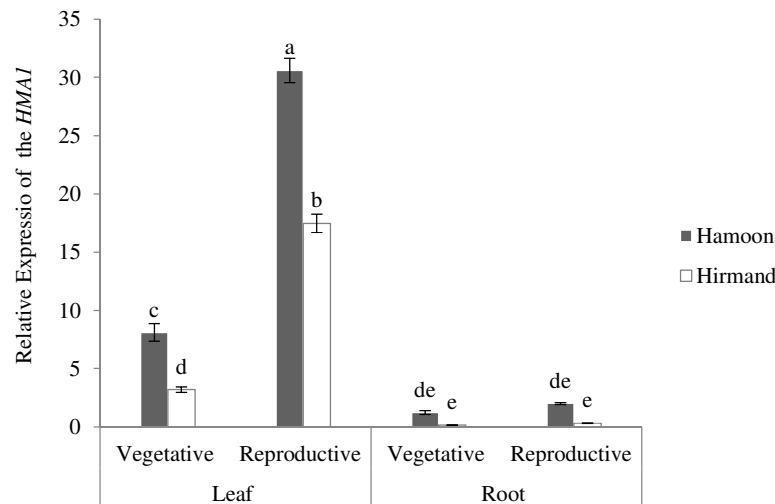 Relative Expressio of the HMA1
35
30
25
20
15
10
5
0
a
b
c
d
de
e
de
e
Vegetative Reproductive Vegetative Reproductive
Leaf Root
Hamoon
Hirmand